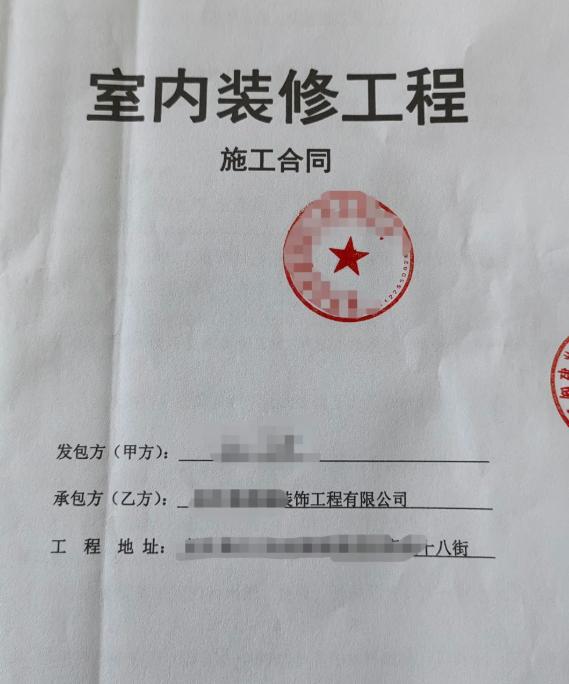 室内装修工程
施工合同
发包方（甲方）：
承包方（乙方）：装饰工程有限公司
工 程 地 址：十八街